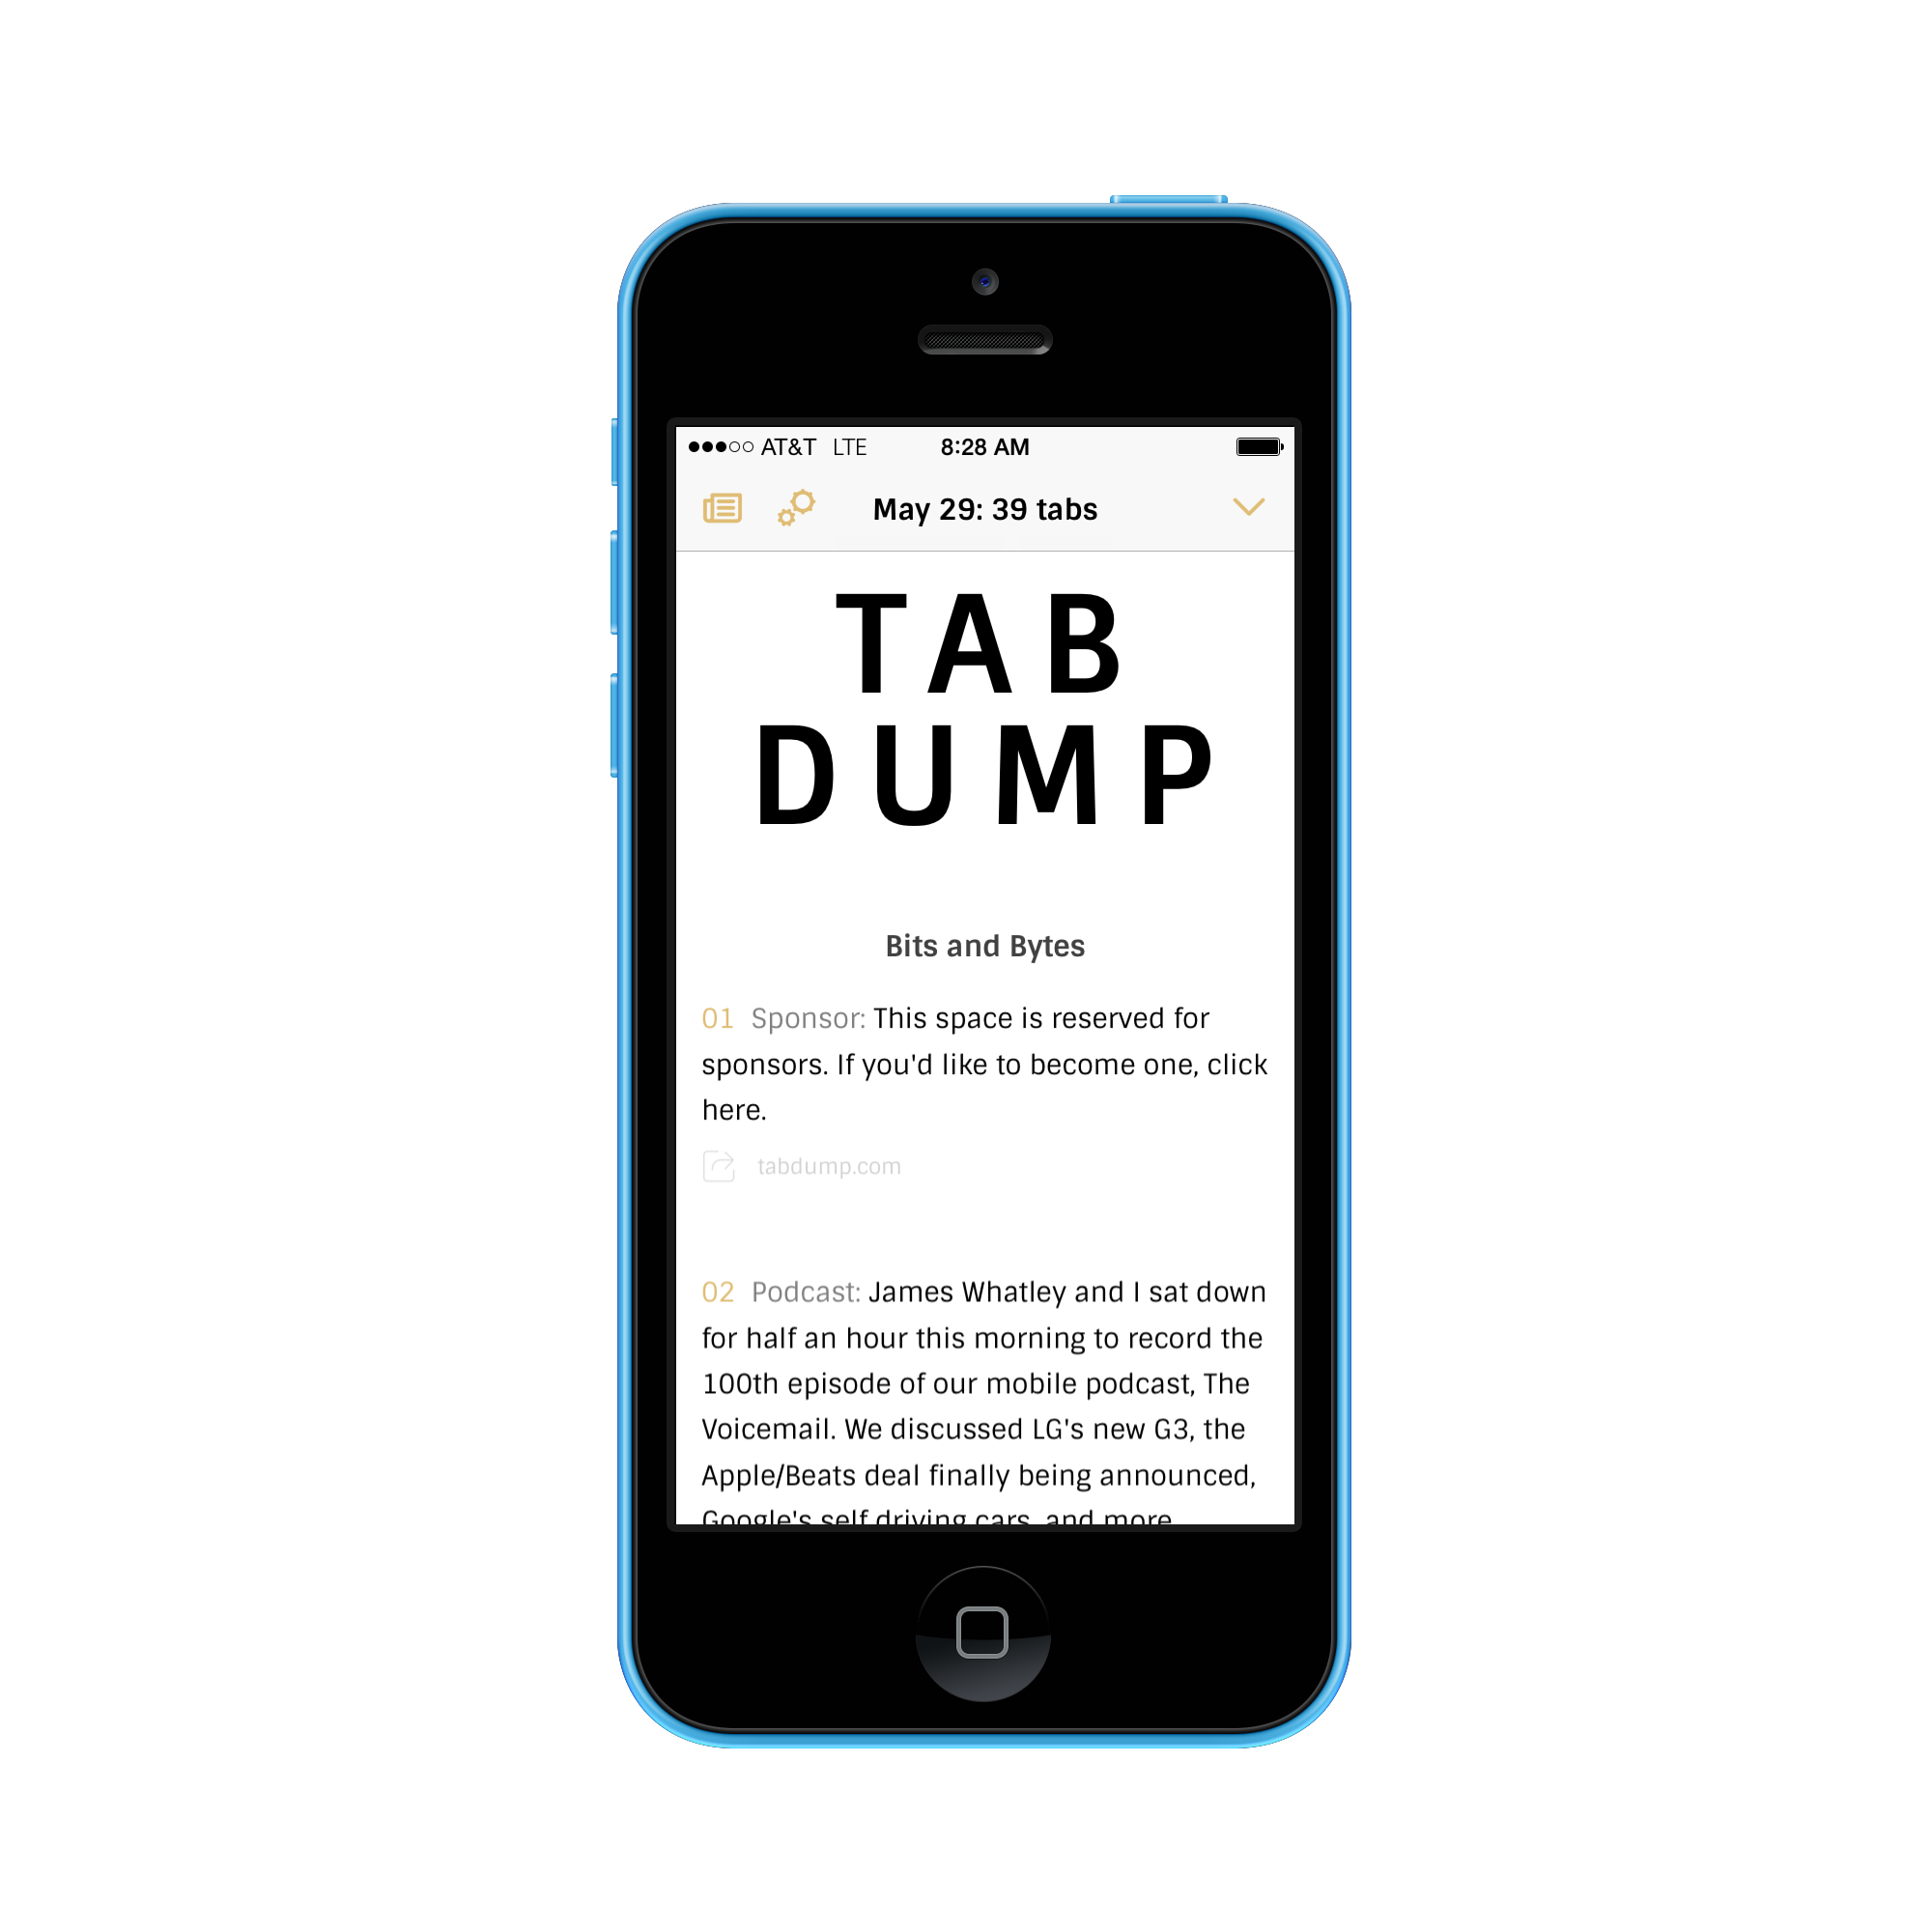 AT&T LTE 8:28 AM
May 29: 39 tabs
TAB
DUMP
Bits and Bytes
01 Sponsor: This space is reserved for
sponsors. If you'd like to become one, click
here.
tabdump.com
02 Podcast: James Whatley and I sat down
for half an hour this morning to record the
100th episode of our mobile podcast, The
Voicemail. We discussed LG's new G3, the
Apple/Beats deal finally being announced,
Google's self driving cars, and more